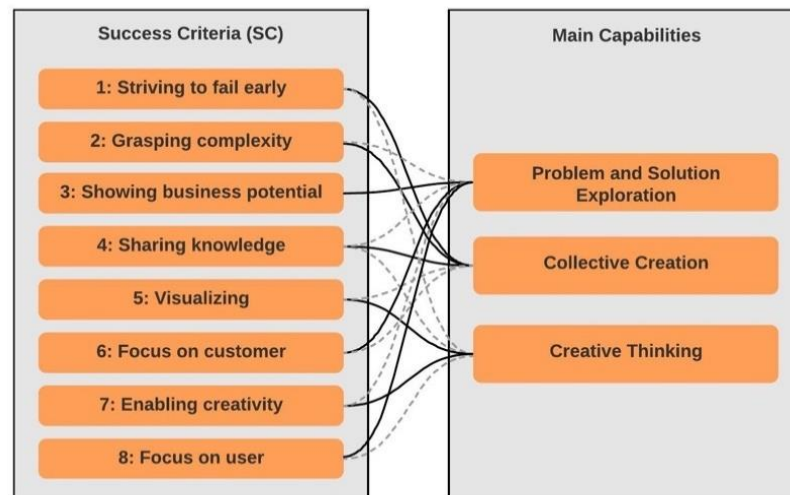 Success Criteria (SC)
1: Striving to fail early
2: Grasping complexity
3: Showing business potential
4: Sharing knowledge
5: Visualizing
6: Focus on customer
7: Enabling creativity
8: Focus on user
Main Capabilities
Problem and Solution
Exploration
Collective Creation
Creative Thinking